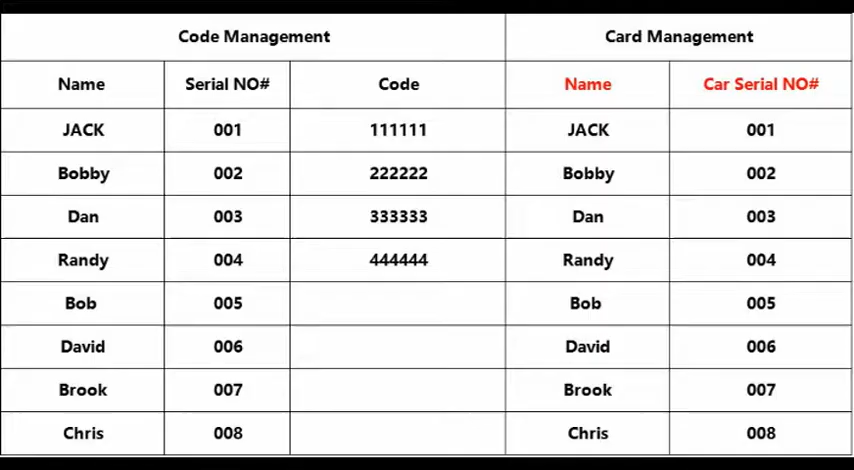 Code Management Card Management
Name Serial NO# Code Name Car Serial NO#
JACK 001 111111 JACK 001
Bobby 002 222222 Bobby 002
Dan 003 333333 Dan 003
Randy 004 444444 Randy 004
Bob 005 Bob 005
David 006 David 006
Brook 007 Brook 007
Chris 008 Chris 008